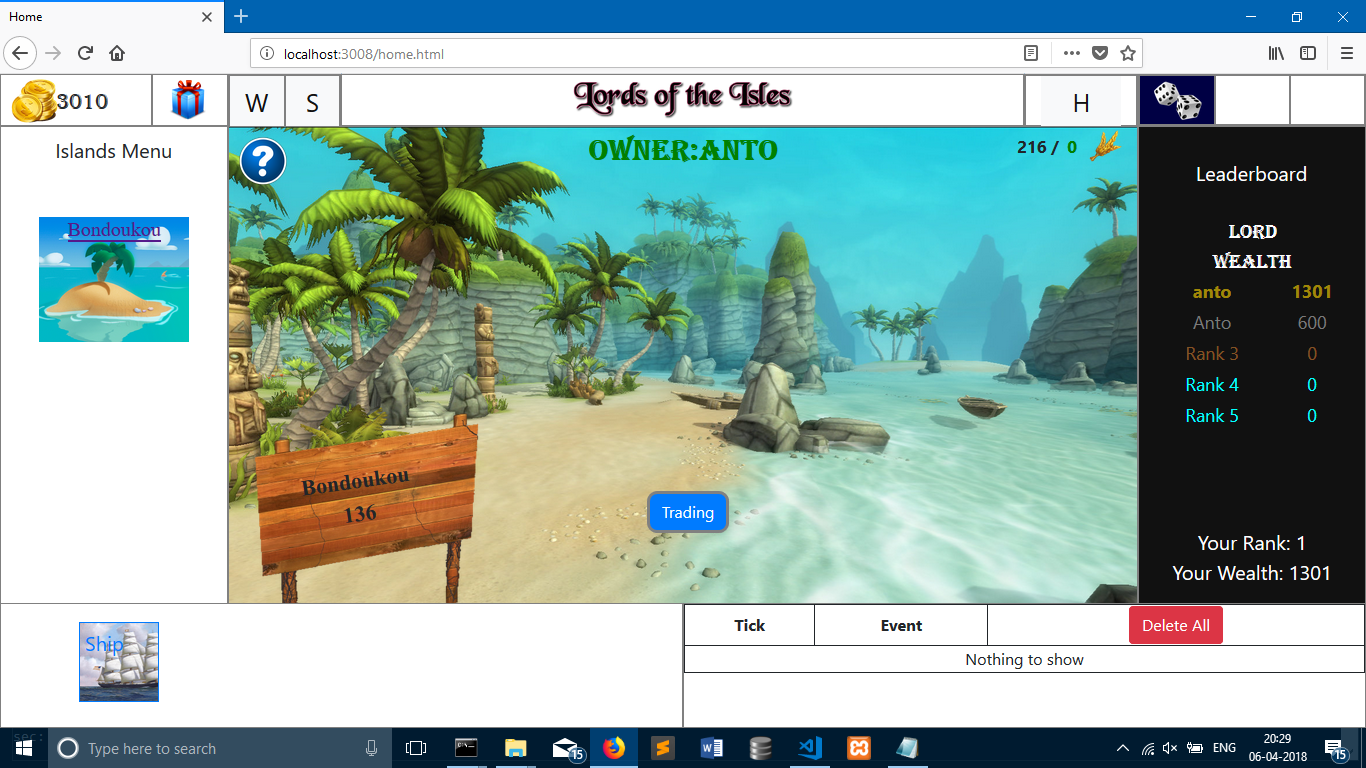 Home
localhost:3008/home.html
3010
W
S
Lords of the Isles
H
Islands Menu
Bondoukou
OWNER:ANTO
216 / 0
Bondoukou
136
Trading
Leaderboard
LORD
WEALTH
anto 1301
Anto 600
Rank 3 0
Rank 4 0
Rank 5 0
Your Rank: 1
Your Wealth: 1301
Ship
Tick Event Delete All
Nothing to show
sec:
Type here to search
15
ENG
20:29
06-04-2018
15